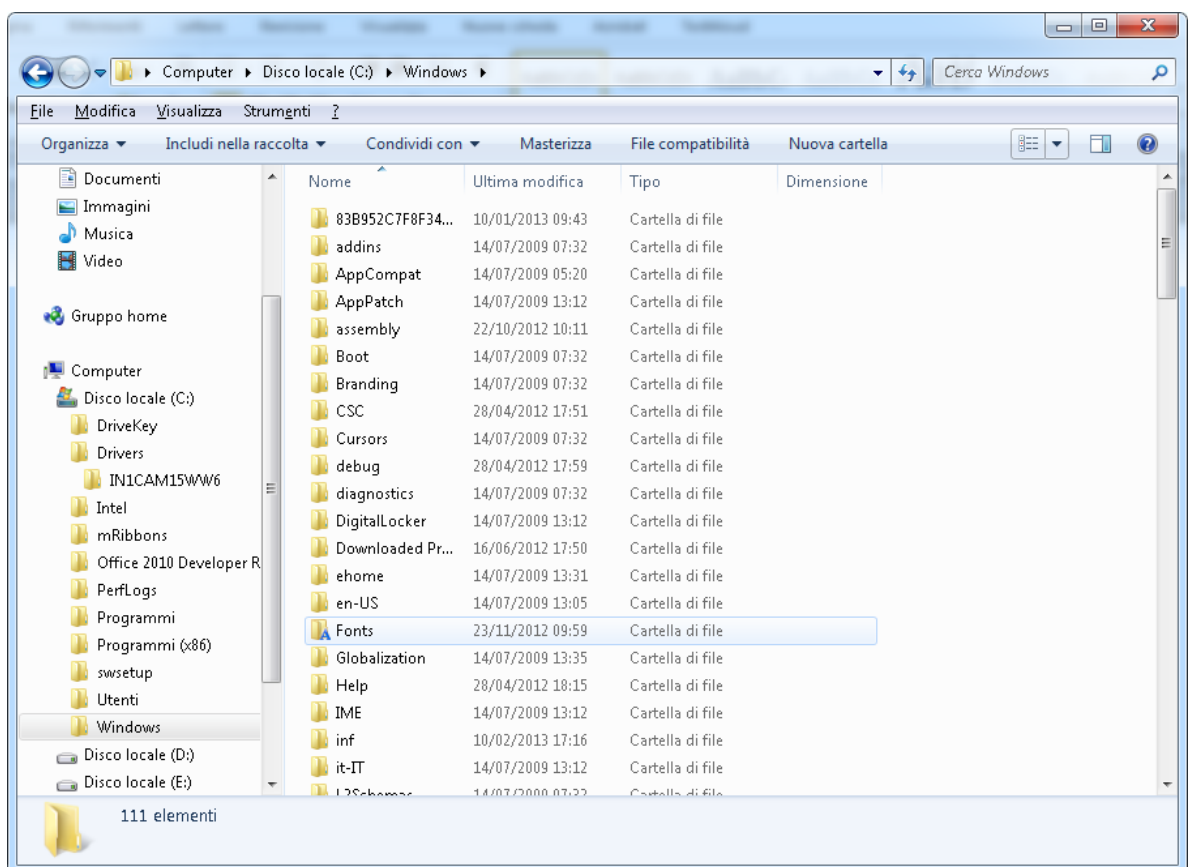 Computer Disco locale (C:) Windows
Cerca Windows
File Modifica Visualizza Strumenti ?
Organizza Includi nella raccolta Condividi con Masterizza File compatibilità Nuova cartella
Documenti
Immagini
Musica
Video
Gruppo home
Computer
Disco locale (C:)
DriveKey
Drivers
IN1CAM15WW6
Intel
mRibbons
Office 2010 Developer R
PerfLogs
Programmi
Programmi (x86)
swsetup
Utenti
Windows
Disco locale (D:)
Disco locale (E:)
Nome Ultima modifica Tipo Dimensione
83B952C7F8F34... 10/01/2013 09:43 Cartella di file
addins 14/07/2009 07:32 Cartella di file
AppCompat 14/07/2009 05:20 Cartella di file
AppPatch 14/07/2009 13:12 Cartella di file
assembly 22/10/2012 10:11 Cartella di file
Boot 14/07/2009 07:32 Cartella di file
Branding 14/07/2009 07:32 Cartella di file
CSC 28/04/2012 17:51 Cartella di file
Cursors 14/07/2009 07:32 Cartella di file
debug 28/04/2012 17:59 Cartella di file
diagnostics 14/07/2009 07:32 Cartella di file
DigitalLocker 14/07/2009 13:12 Cartella di file
Downloaded Pr... 16/06/2012 17:50 Cartella di file
ehome 14/07/2009 13:31 Cartella di file
en-US 14/07/2009 13:05 Cartella di file
Fonts 23/11/2012 09:59 Cartella di file
Globalization 14/07/2009 13:35 Cartella di file
Help 28/04/2012 18:15 Cartella di file
IME 14/07/2009 13:12 Cartella di file
inf 10/02/2013 17:16 Cartella di file
it-IT 14/07/2009 13:12 Cartella di file
L2Schemas 14/07/2009 07:32 Cartella di file
111 elementi